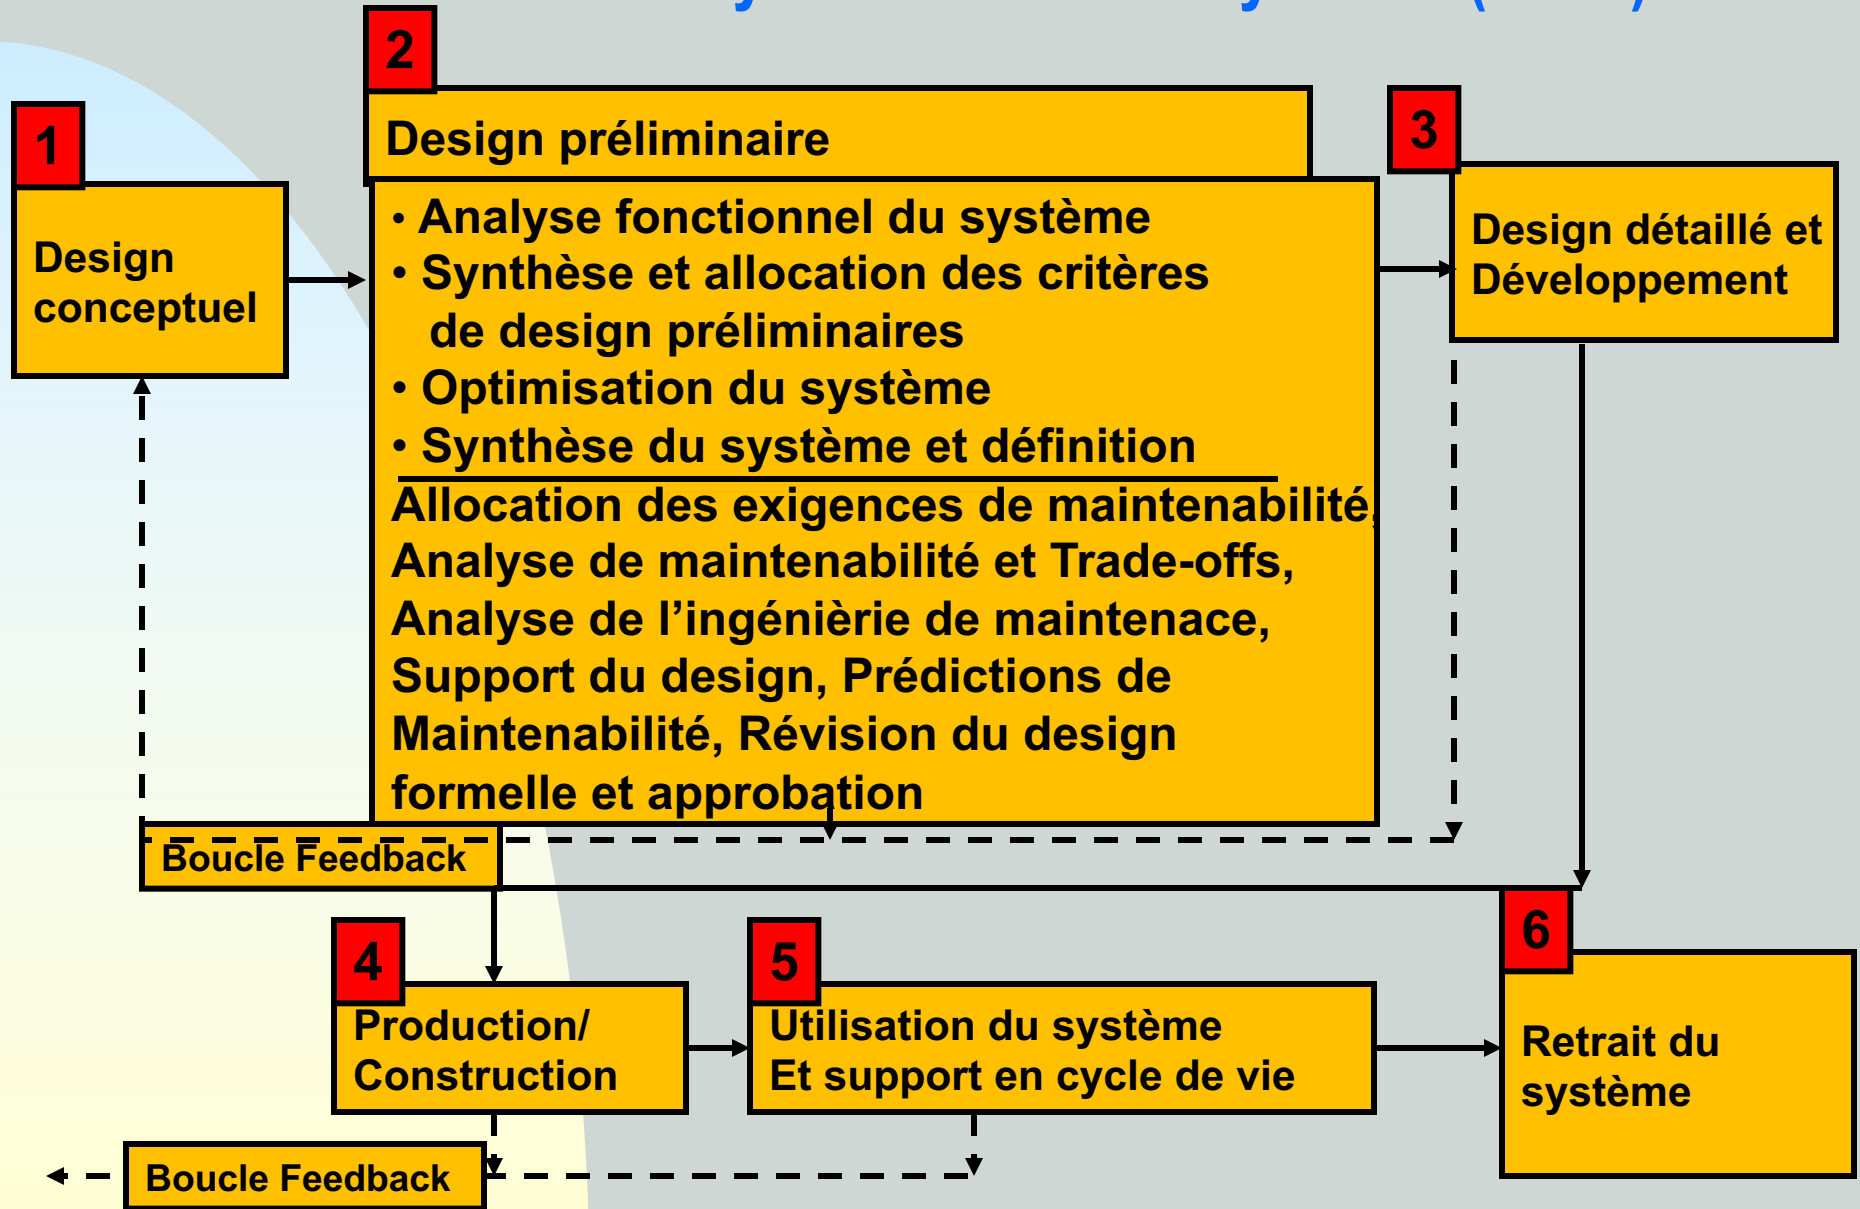 1
Design
conceptuel
2
Design préliminaire
• Analyse fonctionnel du système
• Synthèse et allocation des critères
de design préliminaires
• Optimisation du système
• Synthèse du système et définition
Allocation des exigences de maintenabilité,
Analyse de maintenabilité et Trade-offs,
Analyse de l’ingénièrie de maintenace,
Support du design, Prédictions de
Maintenabilité, Révision du design
formelle et approbation
3
Design détaillé et
Développement
Boucle Feedback
4
Production/
Construction
5
Utilisation du système
Et support en cycle de vie
6
Retrait du
système
Boucle Feedback